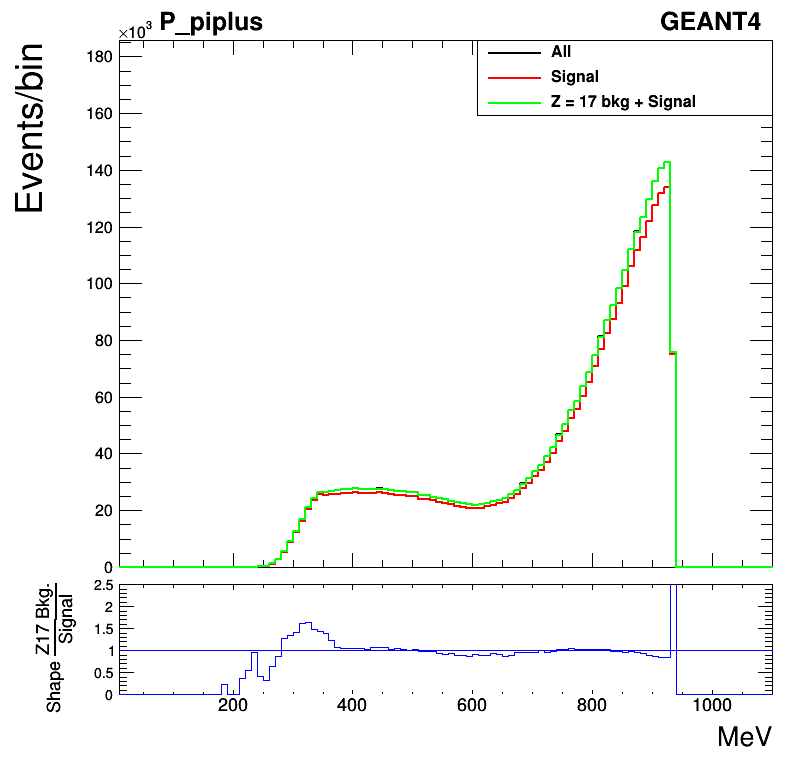 ×10³ P_piplus GEANT4
Events/bin
All
Signal
Z = 17 bkg + Signal
180
160
140
120
100
80
60
40
20
0
Shape Z17 Bkg. / Signal
2.5
2
1.5
1
0.5
0
200 400 600 800 1000
MeV